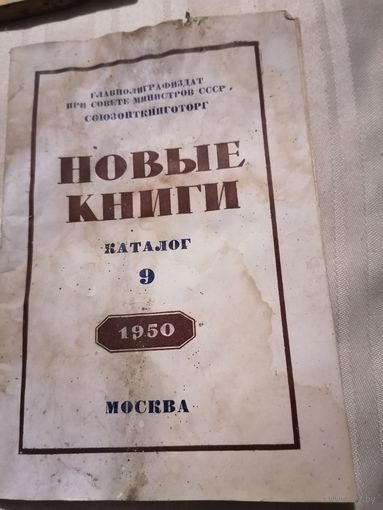 ГЛАВПОЛИГРАФИЗДАТ
ПРИ СОВЕТЕ МИНИСТРОВ СССР
СОЮЗОПТКНИГОТОРГ
НОВЫЕ
КНИГИ
КАТАЛОГ
9
1950
МОСКВА